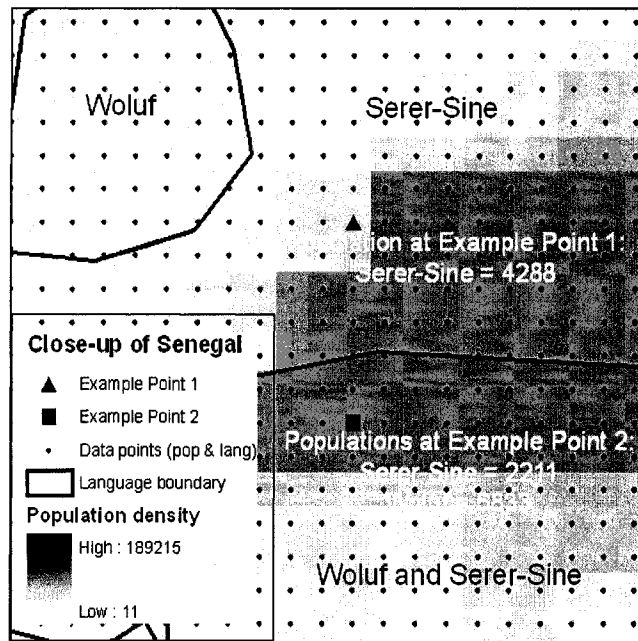 Woluf
Serer-Sine
tion at Example Point 1:
Serer-Sine = 4288
Close-up of Senegal
Example Point 1
Example Point 2
Data points (pop & lang)
Language boundary
Population density
High : 189215
Low : 11
Populations at Example Point 2:
Serer-Sine = 2211
Woluf and Serer-Sine